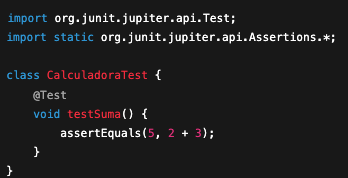 import org.junit.jupiter.api.Test;
import static org.junit.jupiter.api.Assertions.*;

class CalculadoraTest {
    @Test
    void testSuma() {
        assertEquals(5, 2 + 3);
    }
}